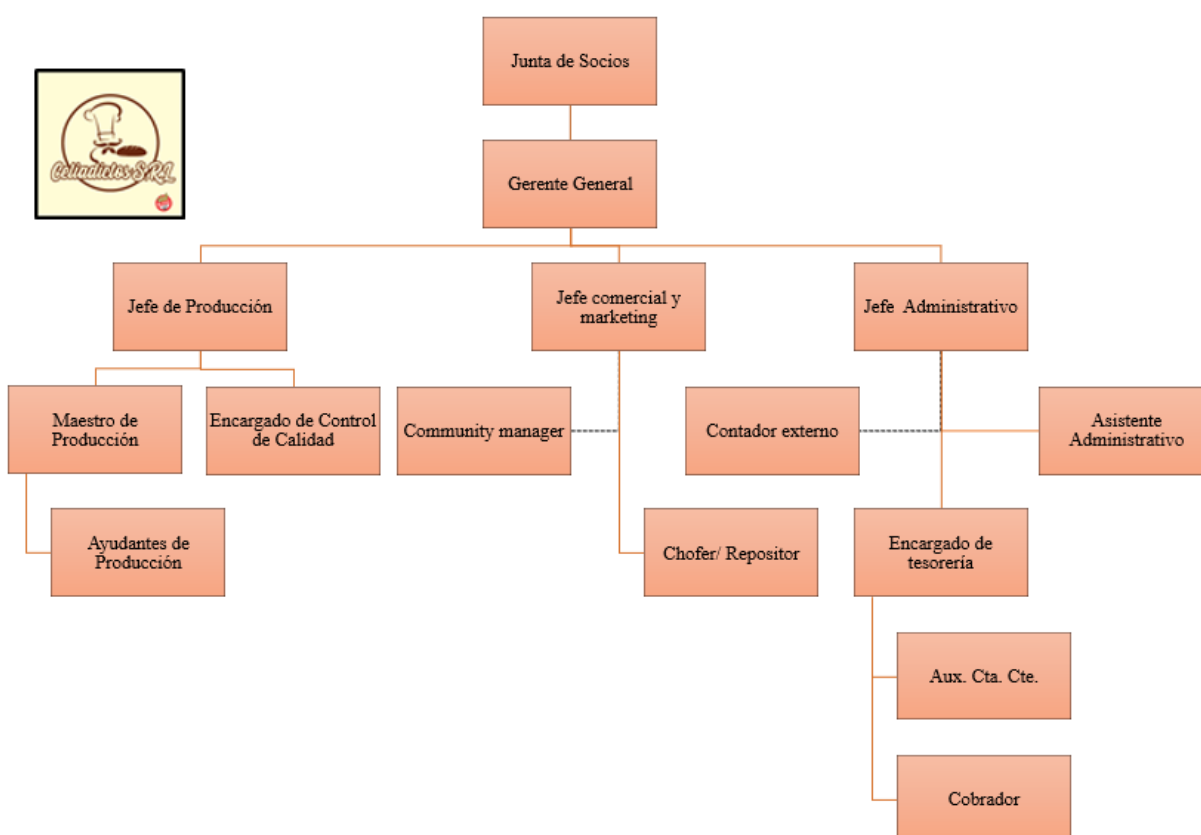 Junta de Socios
Celiadictos S.R.L
Gerente General
Jefe de Producción
Jefe comercial y
marketing
Jefe  Administrativo
Maestro de
Producción
Encargado de Control
de Calidad
Community manager
Contador externo
Asistente
Administrativo
Ayudantes de
Producción
Chofer/ Repositor
Encargado de
tesorería
Aux. Cta. Cte.
Cobrador